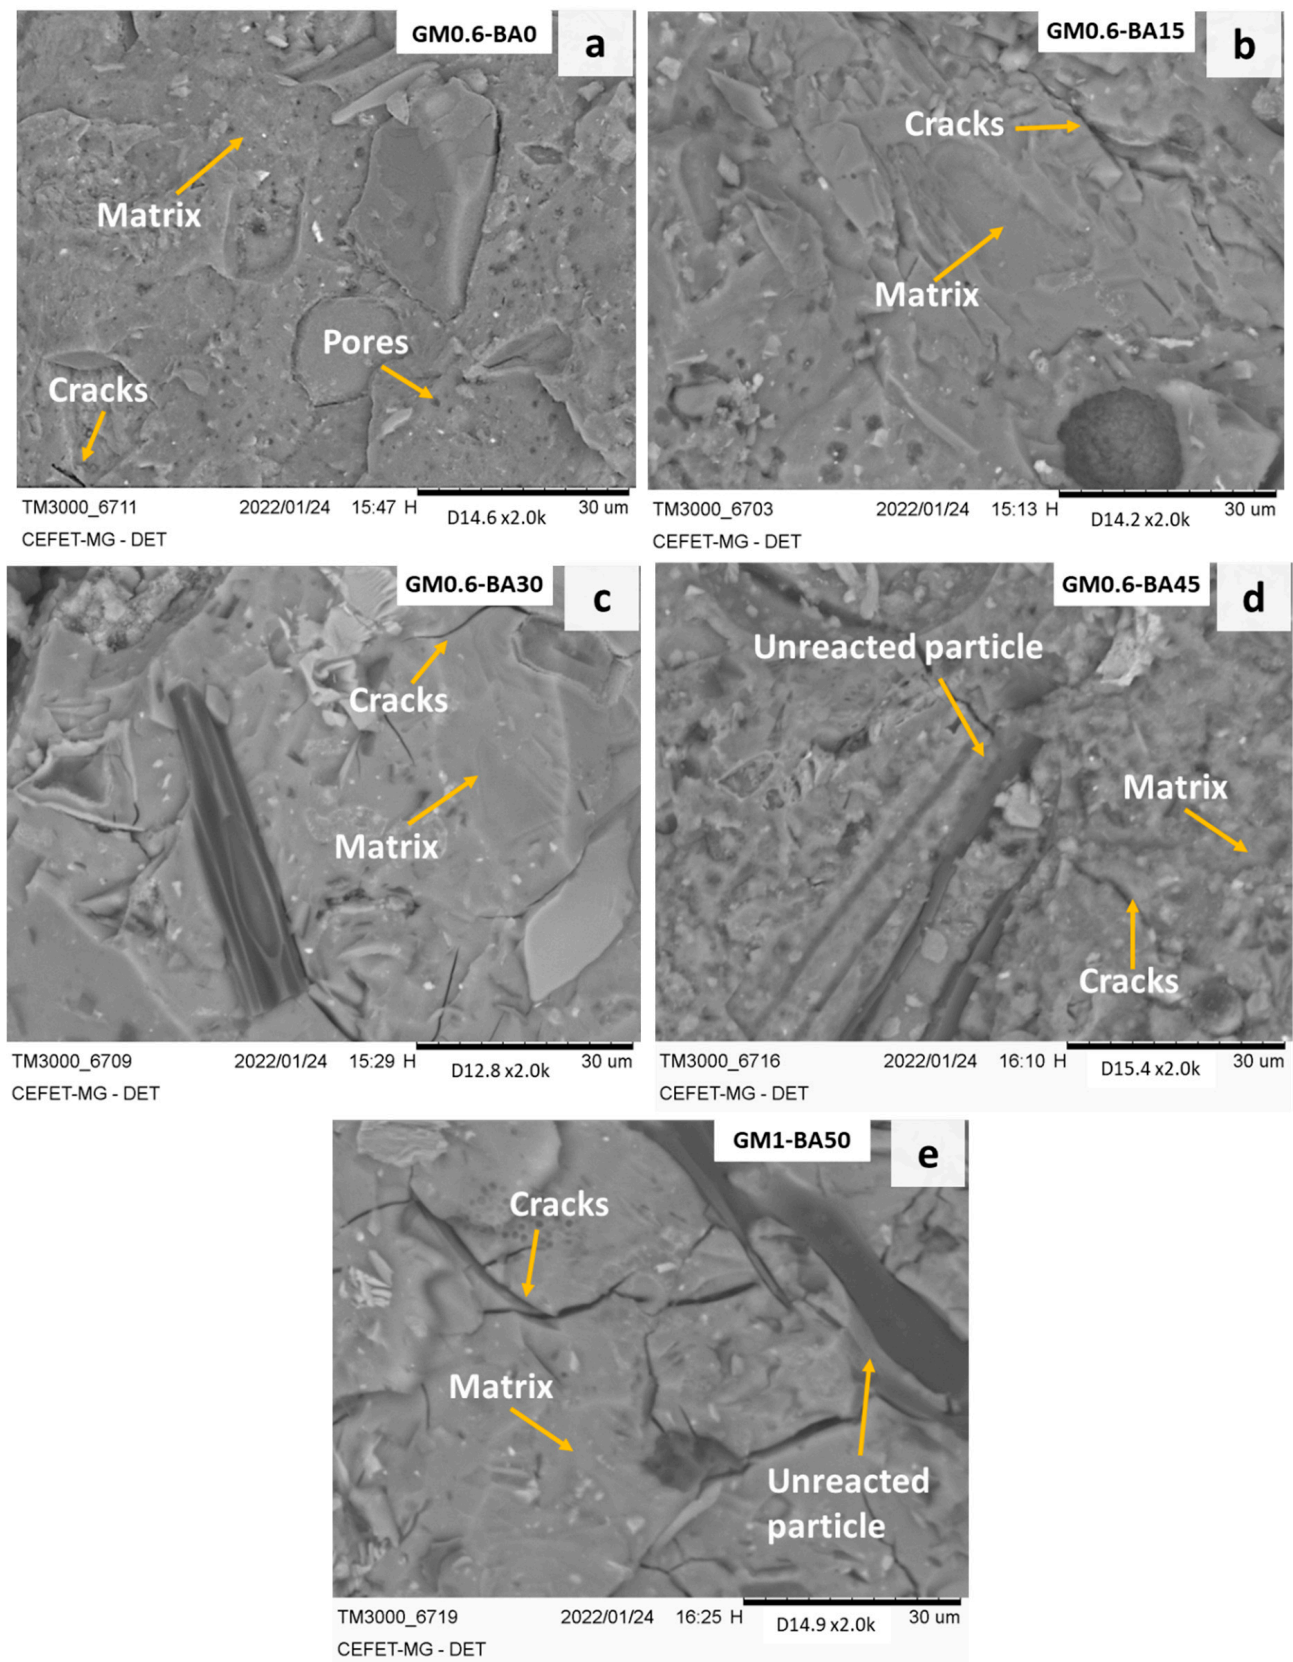 GM0.6-BA0
a
Matrix
Pores
Cracks
TM3000_6711 2022/01/24 15:47 H D14.6 x2.0k 30 um
CEFET-MG - DET
GM0.6-BA15
b
Cracks
Matrix
TM3000_6703 2022/01/24 15:13 H D14.2 x2.0k 30 um
CEFET-MG - DET
GM0.6-BA30
c
Cracks
Matrix
TM3000_6709 2022/01/24 15:29 H D12.8 x2.0k 30 um
CEFET-MG - DET
GM0.6-BA45
d
Unreacted particle
Matrix
Cracks
TM3000_6716 2022/01/24 16:10 H D15.4 x2.0k 30 um
CEFET-MG - DET
GM1-BA50
e
Cracks
Matrix
Unreacted
particle
TM3000_6719 2022/01/24 16:25 H D14.9 x2.0k 30 um
CEFET-MG - DET